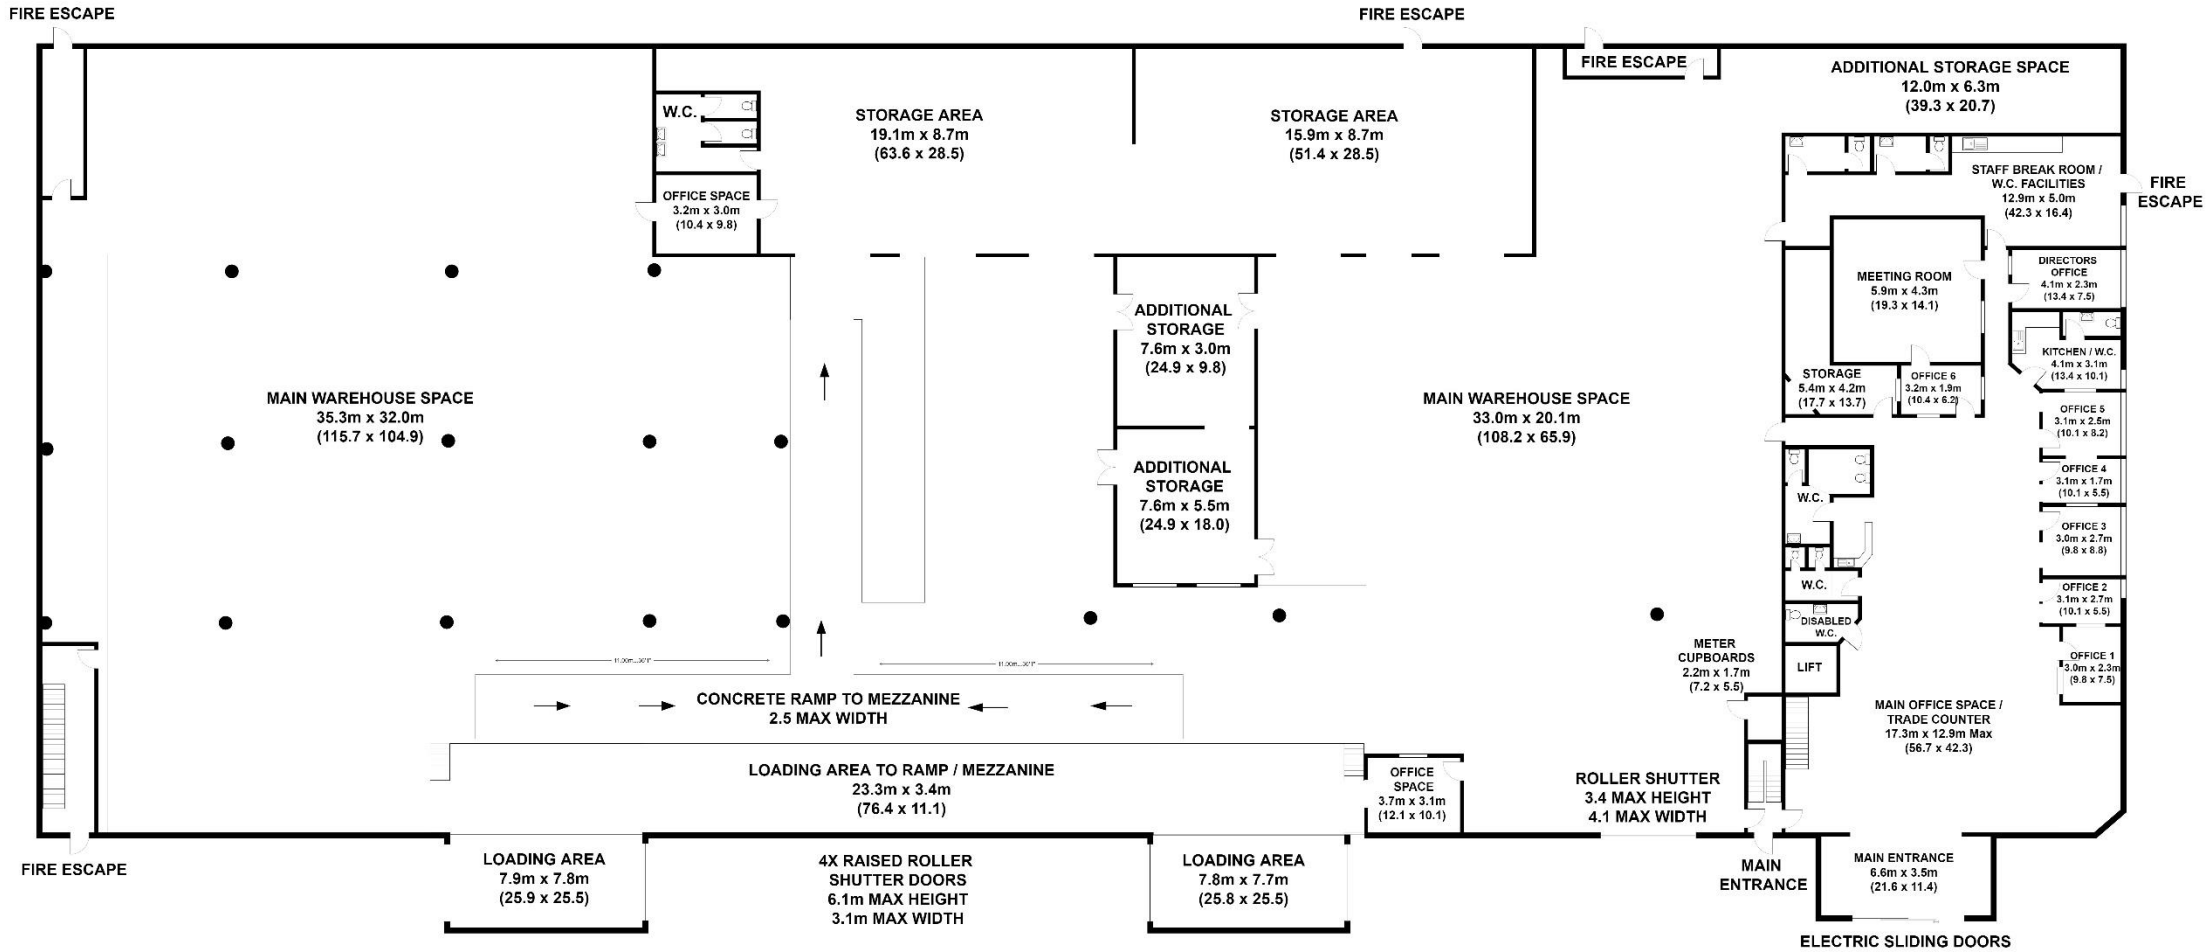 FIRE ESCAPE
FIRE ESCAPE
FIRE ESCAPE
ADDITIONAL STORAGE SPACE
12.0m x 6.3m
(39.3 x 20.7)
W.C.
STORAGE AREA
19.1m x 8.7m
(63.6 x 28.5)
STORAGE AREA
15.9m x 8.7m
(51.4 x 28.5)
STAFF BREAK ROOM /
W.C. FACILITIES
12.9m x 5.0m
(42.3 x 16.4)
FIRE
ESCAPE
OFFICE SPACE
3.2m x 3.0m
(10.4 x 9.8)
MEETING ROOM
5.9m x 4.3m
(19.3 x 14.1)
DIRECTORS
OFFICE
4.1m x 2.3m
(13.4 x 7.5)
ADDITIONAL
STORAGE
7.6m x 3.0m
(24.9 x 9.8)
KITCHEN / W.C.
4.1m x 3.1m
(13.4 x 10.1)
STORAGE
5.4m x 4.2m
(17.7 x 13.7)
OFFICE 6
3.2m x 1.9m
(10.4 x 6.2)
MAIN WAREHOUSE SPACE
35.3m x 32.0m
(115.7 x 104.9)
MAIN WAREHOUSE SPACE
33.0m x 20.1m
(108.2 x 65.9)
OFFICE 5
3.1m x 2.5m
(10.1 x 8.2)
ADDITIONAL
STORAGE
7.6m x 5.5m
(24.9 x 18.0)
OFFICE 4
3.1m x 1.7m
(10.1 x 5.5)
W.C.
OFFICE 3
3.0m x 2.7m
(9.8 x 8.8)
W.C.
OFFICE 2
3.1m x 2.7m
(10.1 x 5.5)
DISABLED
W.C.
METER
CUPBOARDS
2.2m x 1.7m
(7.2 x 5.5)
LIFT
OFFICE 1
3.0m x 2.3m
(9.8 x 7.5)
CONCRETE RAMP TO MEZZANINE
2.5 MAX WIDTH
MAIN OFFICE SPACE /
TRADE COUNTER
17.3m x 12.9m Max
(56.7 x 42.3)
LOADING AREA TO RAMP / MEZZANINE
23.3m x 3.4m
(76.4 x 11.1)
OFFICE
SPACE
3.7m x 3.1m
(12.1 x 10.1)
ROLLER SHUTTER
3.4 MAX HEIGHT
4.1 MAX WIDTH
FIRE ESCAPE
LOADING AREA
7.9m x 7.8m
(25.9 x 25.5)
4X RAISED ROLLER
SHUTTER DOORS
6.1m MAX HEIGHT
3.1m MAX WIDTH
LOADING AREA
7.8m x 7.7m
(25.8 x 25.5)
MAIN
ENTRANCE
MAIN ENTRANCE
6.6m x 3.5m
(21.6 x 11.4)
ELECTRIC SLIDING DOORS